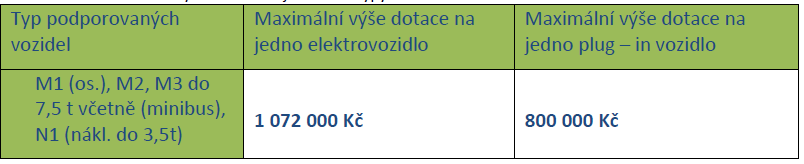 Typ podporovaných
vozidel
Maximální výše dotace na
jedno elektrovozidlo
Maximální výše dotace na
jedno plug – in vozidlo
M1 (os.), M2, M3 do
7,5 t včetně (minibus),
N1 (nákl. do 3,5t)
1 072 000 Kč
800 000 Kč